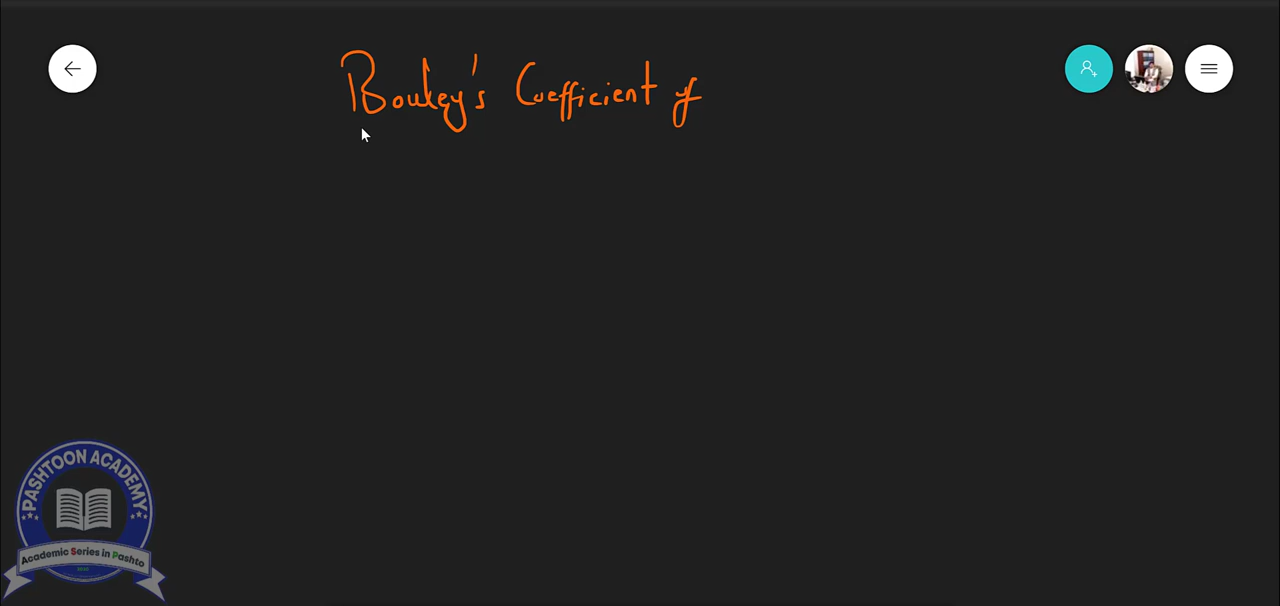 Bowley's Coefficient of
PASHTOON ACADEMY
Academic Series in Pashto